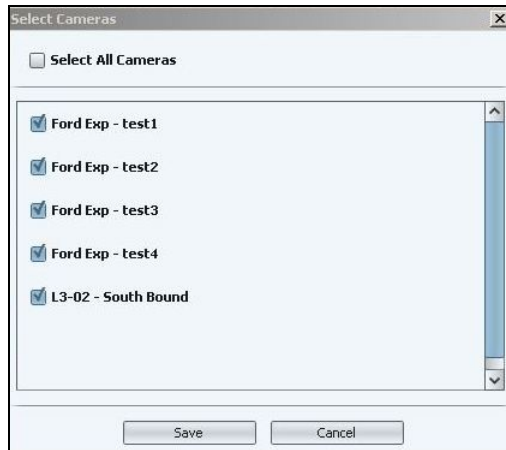 Select Cameras
Select All Cameras
Ford Exp - test1
Ford Exp - test2
Ford Exp - test3
Ford Exp - test4
L3-02 - South Bound
Save Cancel